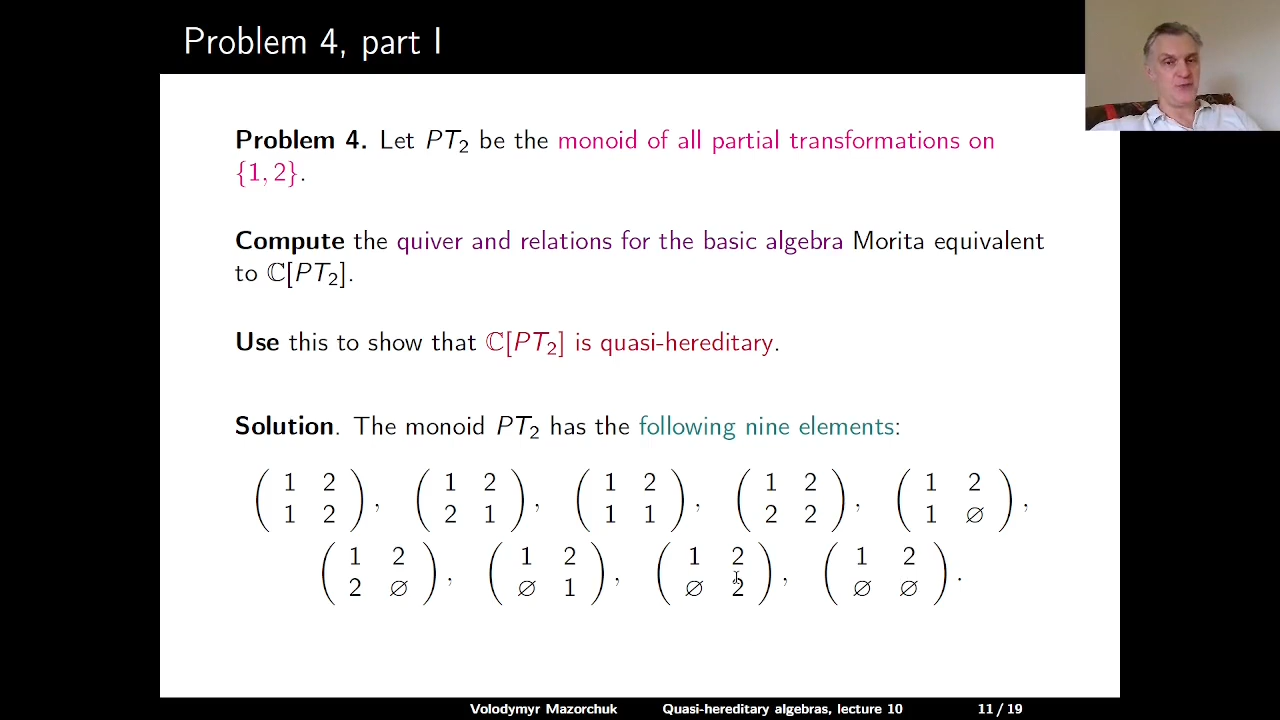 Problem 4, part I
Problem 4. Let PT₂ be the monoid of all partial transformations on
{1, 2}.
Compute the quiver and relations for the basic algebra Morita equivalent
to ℂ[PT₂].
Use this to show that ℂ[PT₂] is quasi-hereditary.
Solution. The monoid PT₂ has the following nine elements:
( 1 2 ) , ( 1 2 ) , ( 1 2 ) , ( 1 2 ) , ( 1 2 ) ,
( 1 2 ) ( 2 1 ) ( 1 1 ) ( 2 2 ) ( 1 ∅ )
( 1 2 ) , ( 1 2 ) , ( 1 2 ) , ( 1 2 ) .
( 2 ∅ ) ( ∅ 1 ) ( ∅ 2 ) ( ∅ ∅ )
Volodymyr Mazorchuk Quasi-hereditary algebras, lecture 10 11 / 19